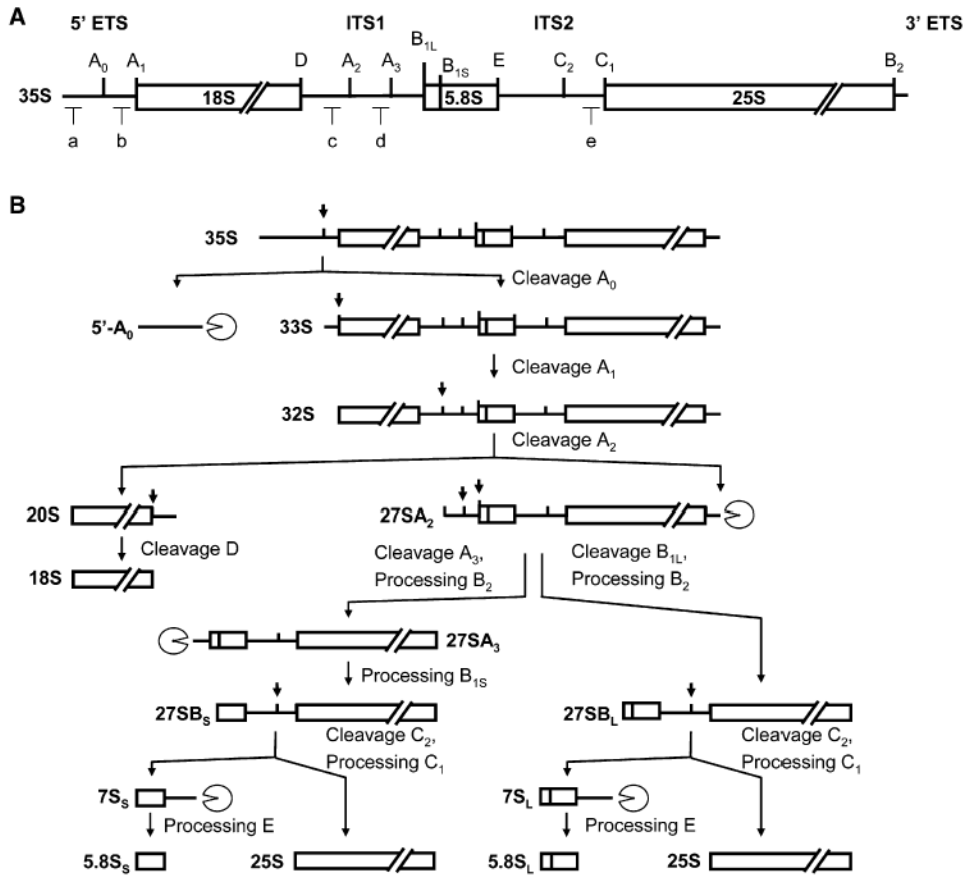 A
5' ETS ITS1 ITS2 3' ETS
A0 A1 D A2 A3 B1L B1S E C2 C1 B2
35S 18S 5.8S 25S
a b c d e
B
35S
Cleavage A0
5'-A0 33S
Cleavage A1
32S
Cleavage A2
20S 27SA2
Cleavage D Cleavage A3, Processing B2 Cleavage B1L, Processing B2
18S
27SA3
Processing B1S
27SBS 27SBL
Cleavage C2, Processing C1 Cleavage C2, Processing C1
7SS 7SL
Processing E Processing E
5.8SS 25S 5.8SL 25S